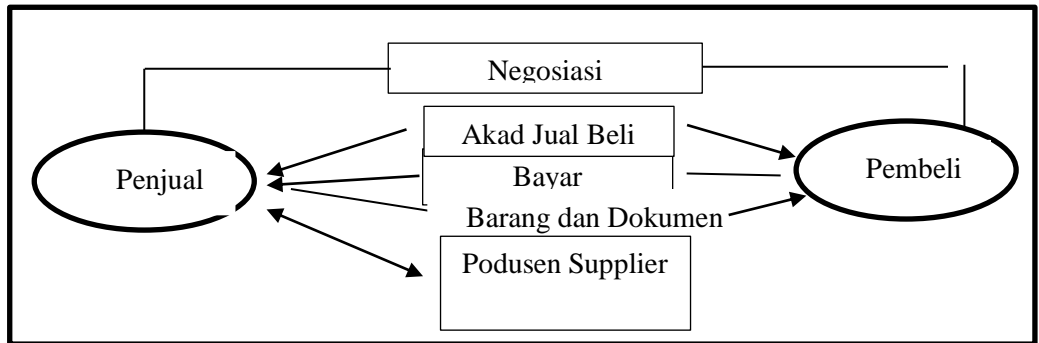 Negosiasi
Akad Jual Beli
Penjual
Bayar
Pembeli
Barang dan Dokumen
Podusen Supplier